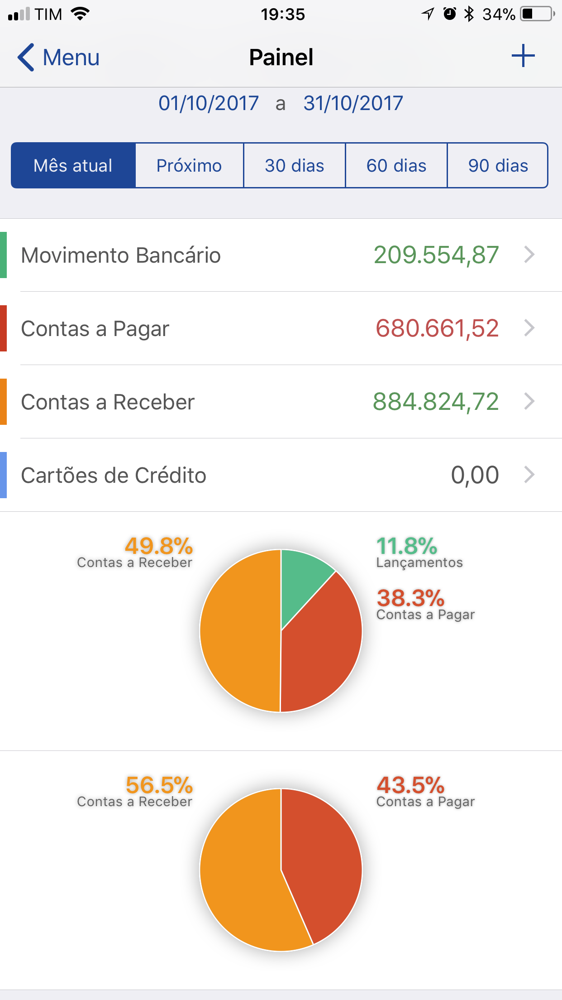 TIM 19:35 34%
Menu Painel
01/10/2017 a 31/10/2017
Mês atual Próximo 30 dias 60 dias 90 dias
Movimento Bancário 209.554,87
Contas a Pagar 680.661,52
Contas a Receber 884.824,72
Cartões de Crédito 0,00
49.8%
Contas a Receber
11.8%
Lançamentos
38.3%
Contas a Pagar
56.5%
Contas a Receber
43.5%
Contas a Pagar